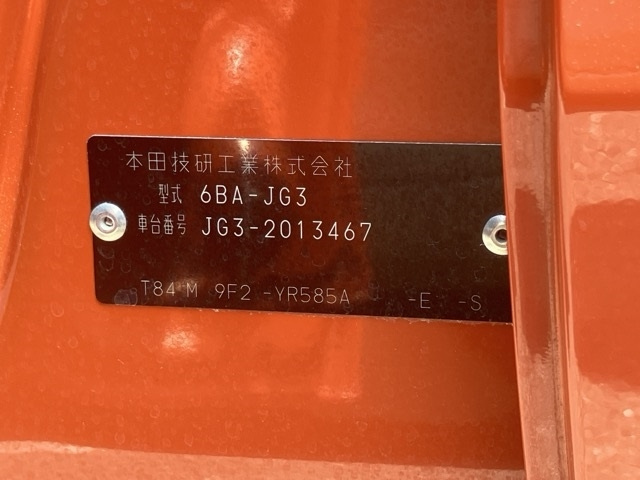 本田技研工業株式会社
型式 6BA-JG3
車台番号 JG3-2013467
T84 M 9F2 -YR585A -E -S